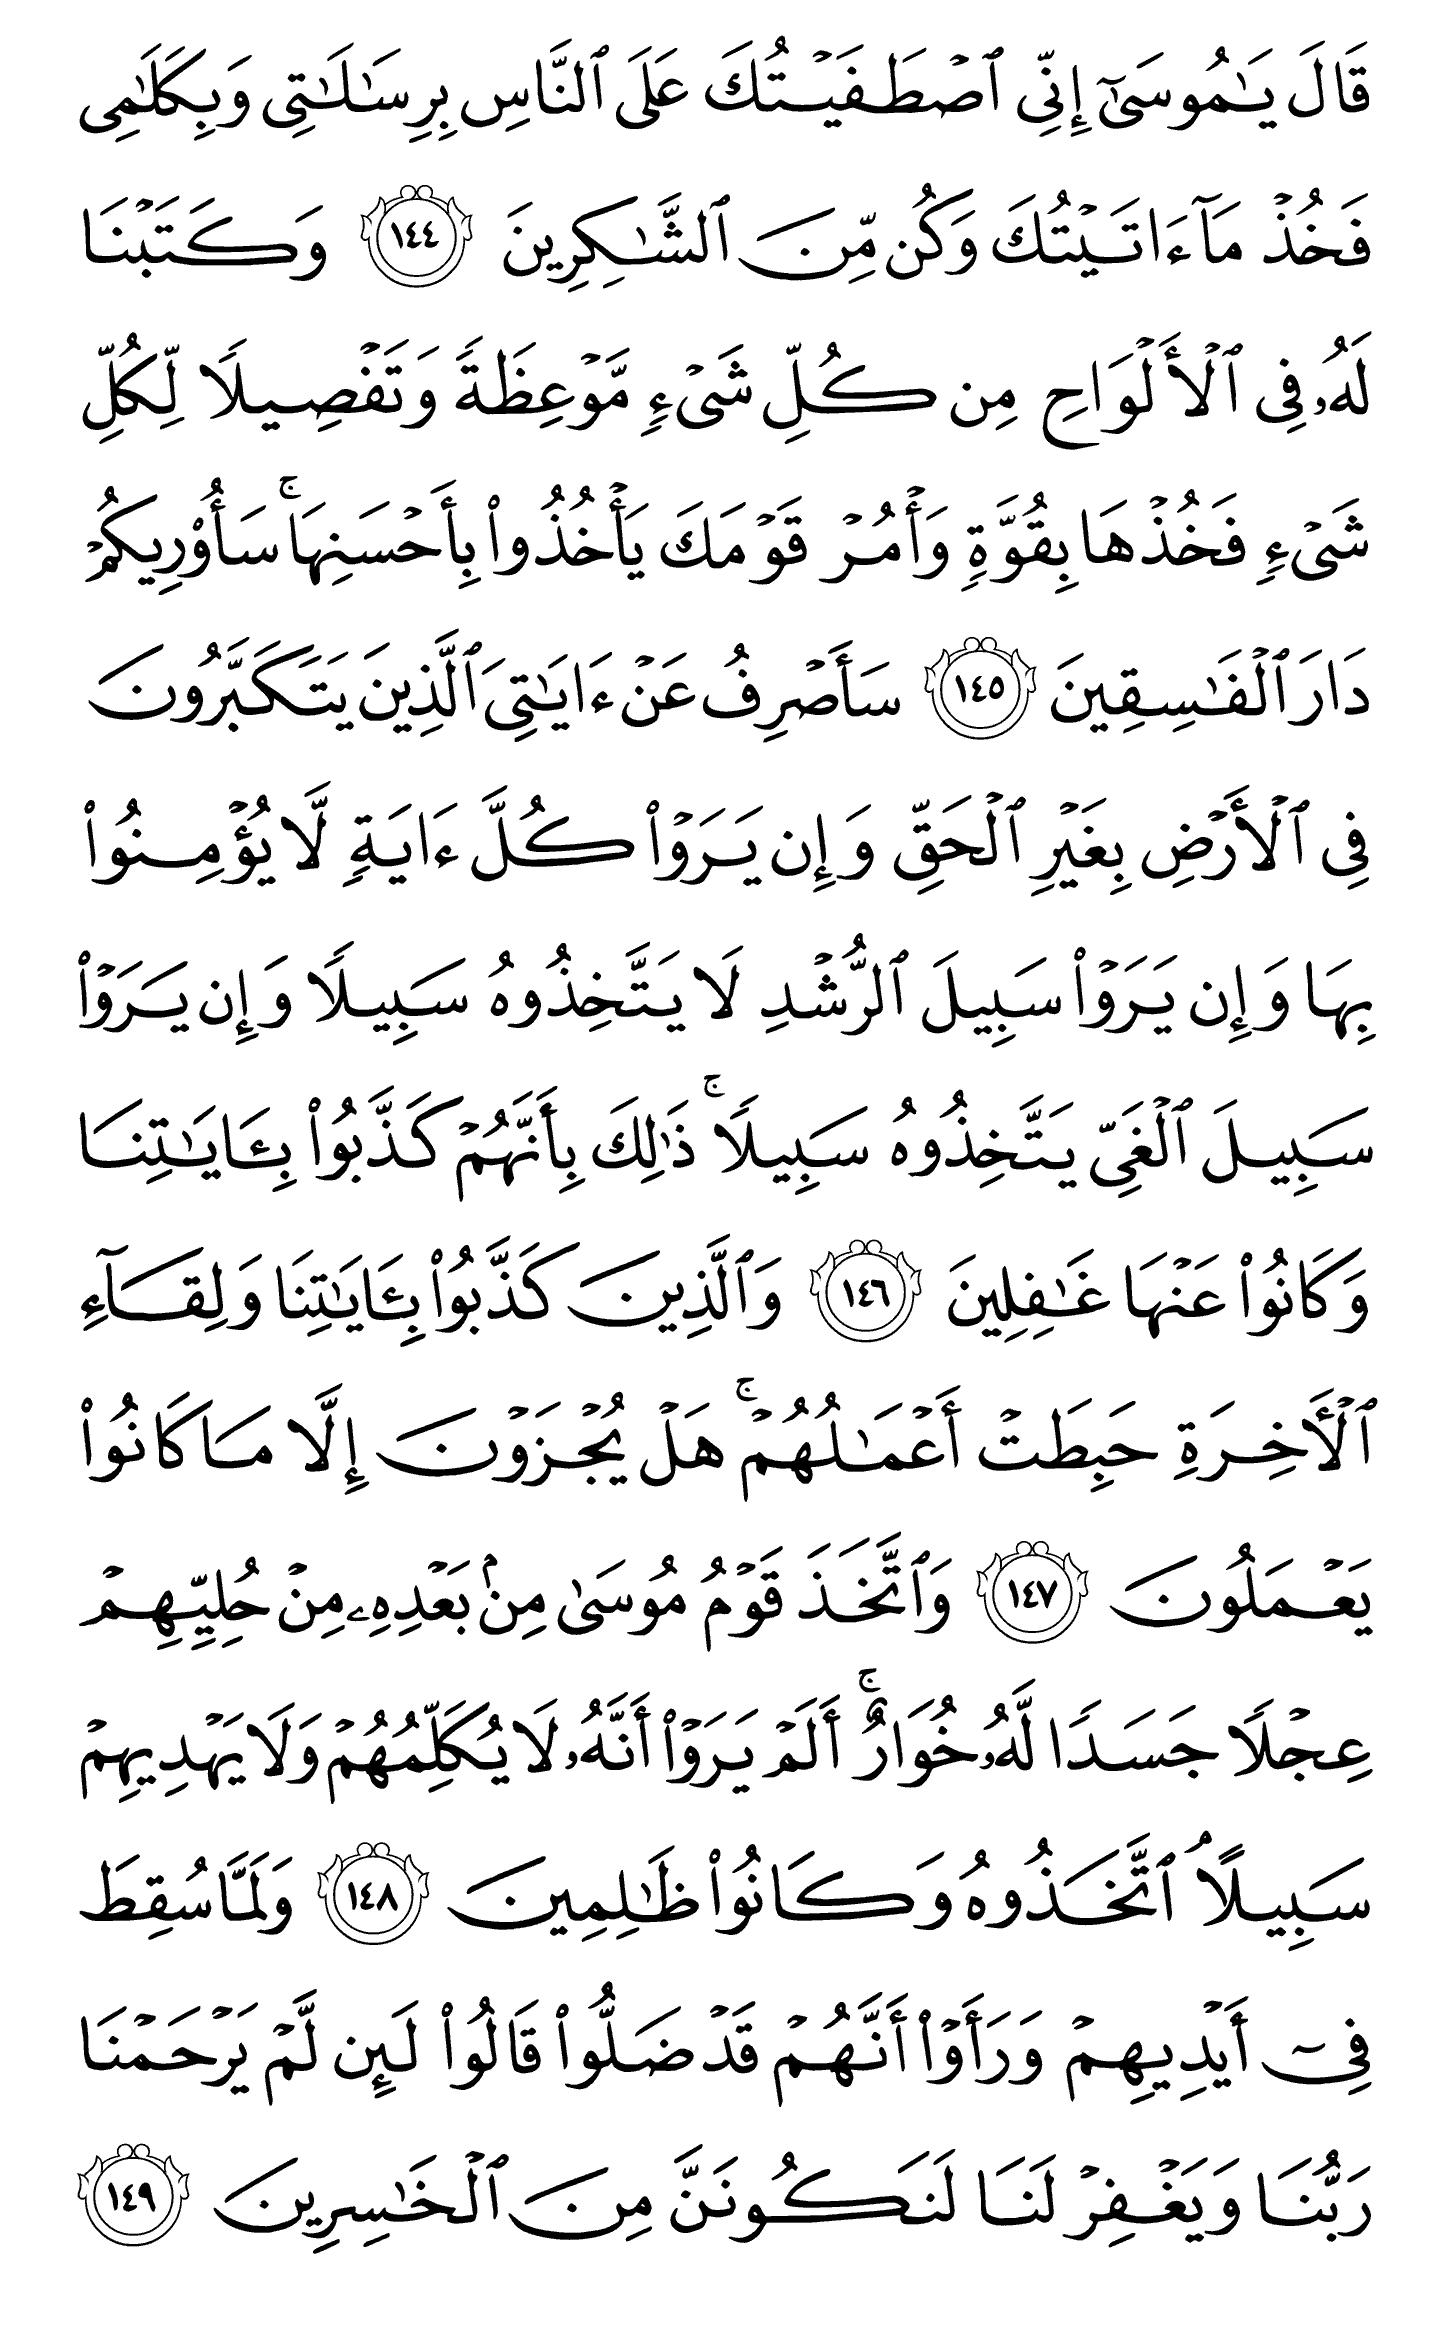 قَالَ يَٰمُوسَىٰٓ إِنِّى ٱصْطَفَيْتُكَ عَلَى ٱلنَّاسِ بِرِسَٰلَٰتِى وَبِكَلَٰمِى
فَخُذْ مَآ ءَاتَيْتُكَ وَكُن مِّنَ ٱلشَّٰكِرِينَ ١٤٤ وَكَتَبْنَا
لَهُۥ فِى ٱلْأَلْوَاحِ مِن كُلِّ شَىْءٍ مَّوْعِظَةً وَتَفْصِيلًا لِّكُلِّ
شَىْءٍ فَخُذْهَا بِقُوَّةٍ وَأْمُرْ قَوْمَكَ يَأْخُذُوا۟ بِأَحْسَنِهَا ۚ سَأُو۟رِيكُمْ
دَارَ ٱلْفَٰسِقِينَ ١٤٥ سَأَصْرِفُ عَنْ ءَايَٰتِىَ ٱلَّذِينَ يَتَكَبَّرُونَ
فِى ٱلْأَرْضِ بِغَيْرِ ٱلْحَقِّ وَإِن يَرَوْا۟ كُلَّ ءَايَةٍ لَّا يُؤْمِنُوا۟
بِهَا وَإِن يَرَوْا۟ سَبِيلَ ٱلرُّشْدِ لَا يَتَّخِذُوهُ سَبِيلًا وَإِن يَرَوْا۟
سَبِيلَ ٱلْغَىِّ يَتَّخِذُوهُ سَبِيلًا ۚ ذَٰلِكَ بِأَنَّهُمْ كَذَّبُوا۟ بِـَٔايَٰتِنَا
وَكَانُوا۟ عَنْهَا غَٰفِلِينَ ١٤٦ وَٱلَّذِينَ كَذَّبُوا۟ بِـَٔايَٰتِنَا وَلِقَآءِ
ٱلْـَٔاخِرَةِ حَبِطَتْ أَعْمَٰلُهُمْ ۚ هَلْ يُجْزَوْنَ إِلَّا مَا كَانُوا۟
يَعْمَلُونَ ١٤٧ وَٱتَّخَذَ قَوْمُ مُوسَىٰ مِنۢ بَعْدِهِۦ مِنْ حُلِيِّهِمْ
عِجْلًا جَسَدًا لَّهُۥ خُوَارٌ ۚ أَلَمْ يَرَوْا۟ أَنَّهُۥ لَا يُكَلِّمُهُمْ وَلَا يَهْدِيهِمْ
سَبِيلًا ۘ ٱتَّخَذُوهُ وَكَانُوا۟ ظَٰلِمِينَ ١٤٨ وَلَمَّا سُقِطَ
فِىٓ أَيْدِيهِمْ وَرَأَوْا۟ أَنَّهُمْ قَدْ ضَلُّوا۟ قَالُوا۟ لَئِن لَّمْ يَرْحَمْنَا
رَبُّنَا وَيَغْفِرْ لَنَا لَنَكُونَنَّ مِنَ ٱلْخَٰسِرِينَ ١٤٩